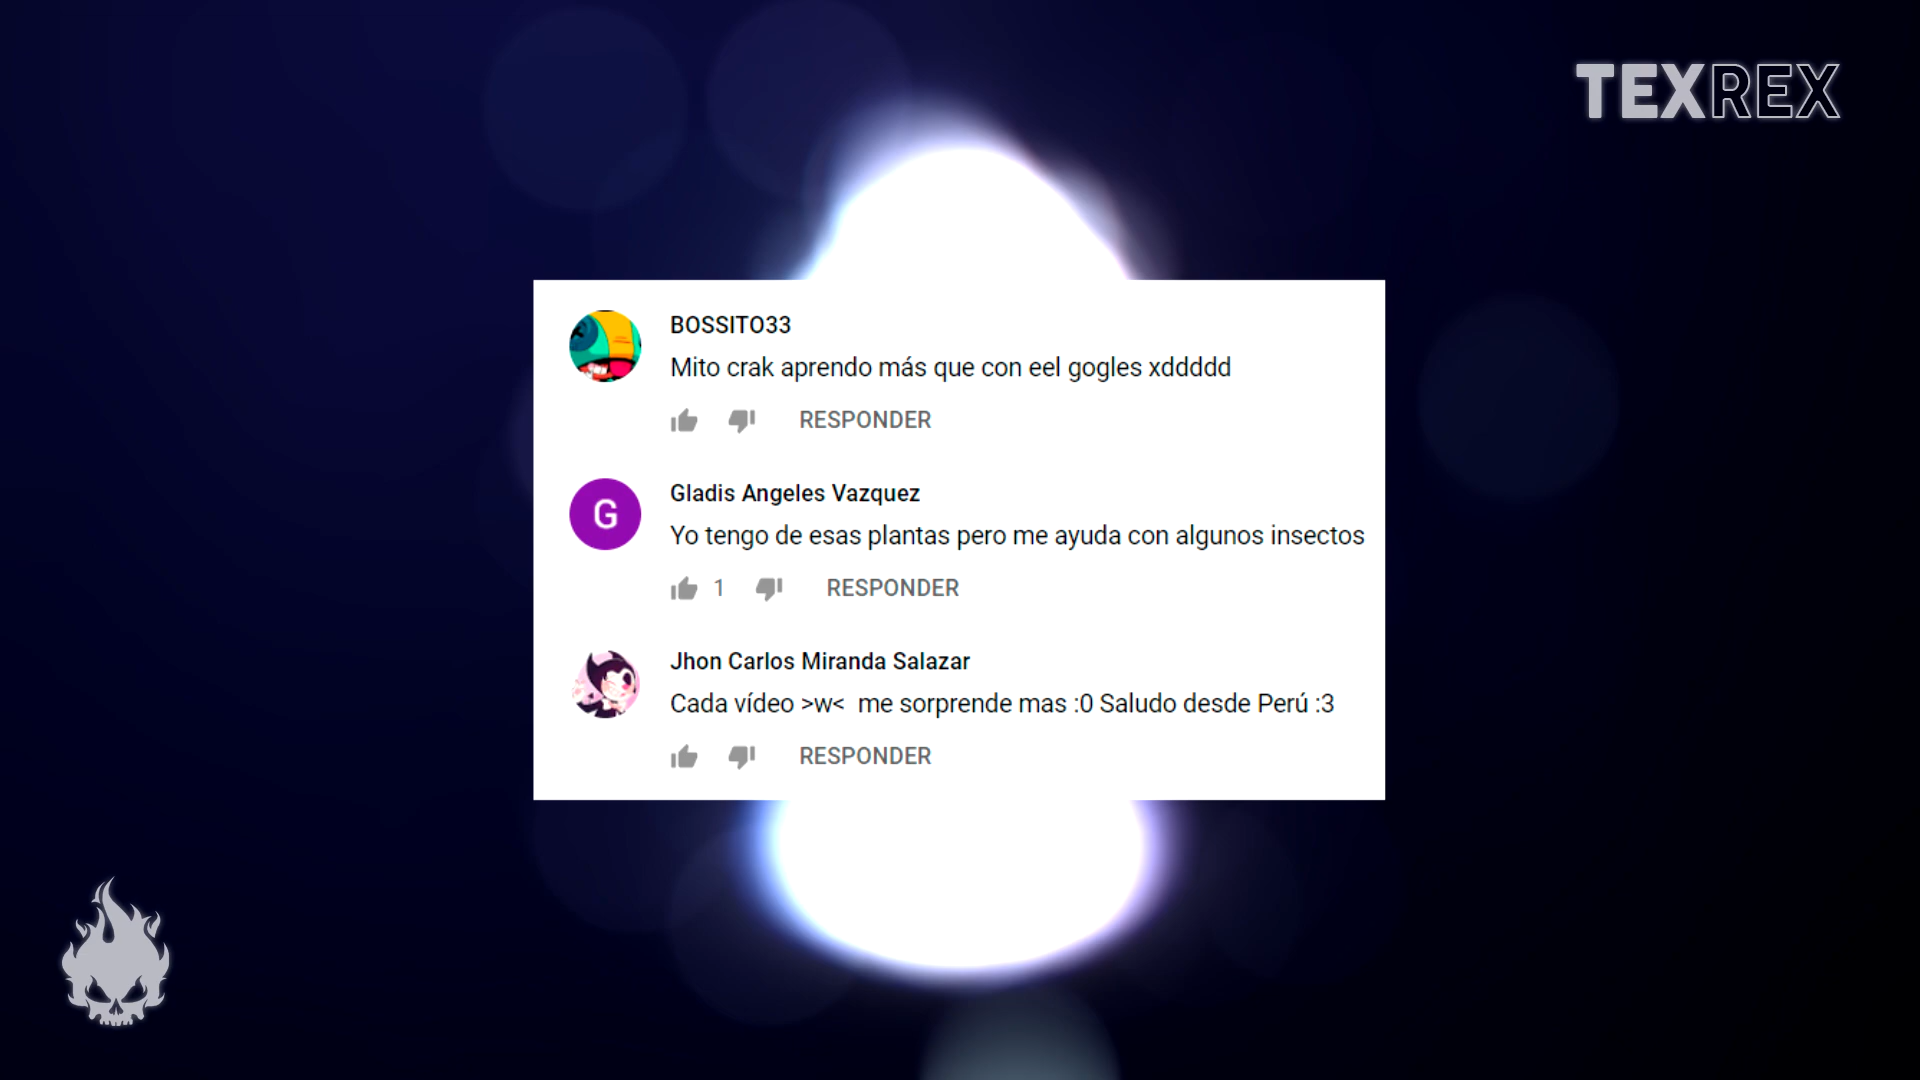 TEXREX
BOSSITO33
Mito crak aprendo más que con eel gogles xddddd
RESPONDER
G
Gladis Angeles Vazquez
Yo tengo de esas plantas pero me ayuda con algunos insectos
1 RESPONDER
Jhon Carlos Miranda Salazar
Cada vídeo >w<  me sorprende mas :0 Saludo desde Perú :3
RESPONDER